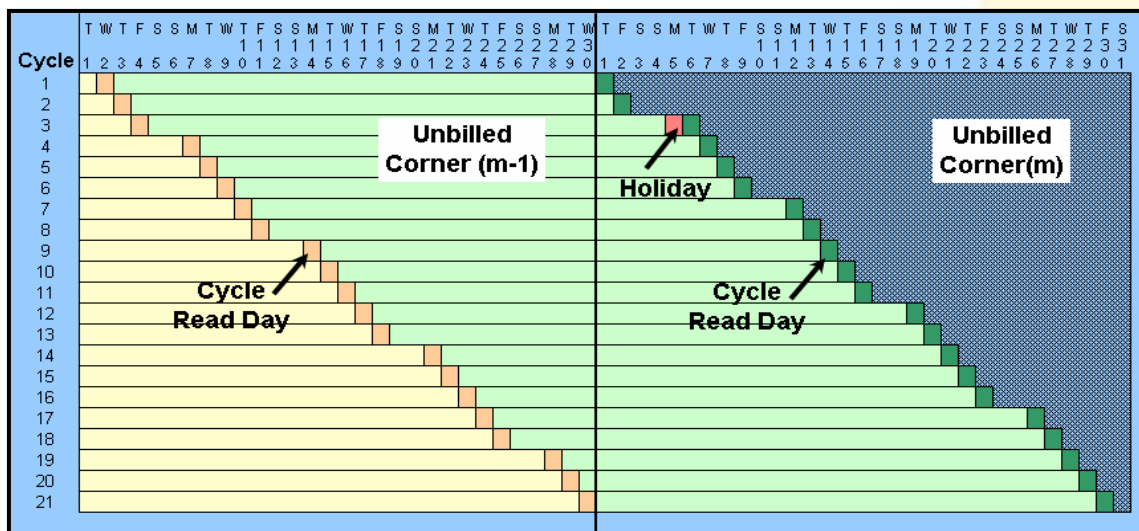 T W T F S S M T W T F S S M T W T F S S M T W T F S S M T W T F S S M T W T F S S M T W T F S S M T W T F S S M T W T F S
1 1 1 1 1 1 1 1 1 1 2 2 2 2 2 2 2 2 2 2 3 1 1 1 1 1 1 1 1 1 1 2 2 2 2 2 2 2 2 2 2 3 3
Cycle 1 2 3 4 5 6 7 8 9 0 1 2 3 4 5 6 7 8 9 0 1 2 3 4 5 6 7 8 9 0 1 2 3 4 5 6 7 8 9 0 1 2 3 4 5 6 7 8 9 0 1 2 3 4 5 6 7 8 9 0 1
1
2
3
Unbilled
Corner (m-1)
Unbilled
Corner(m)
4
5
6
Holiday
7
8
9
10
11
Cycle
Read Day
Cycle
Read Day
12
13
14
15
16
17
18
19
20
21